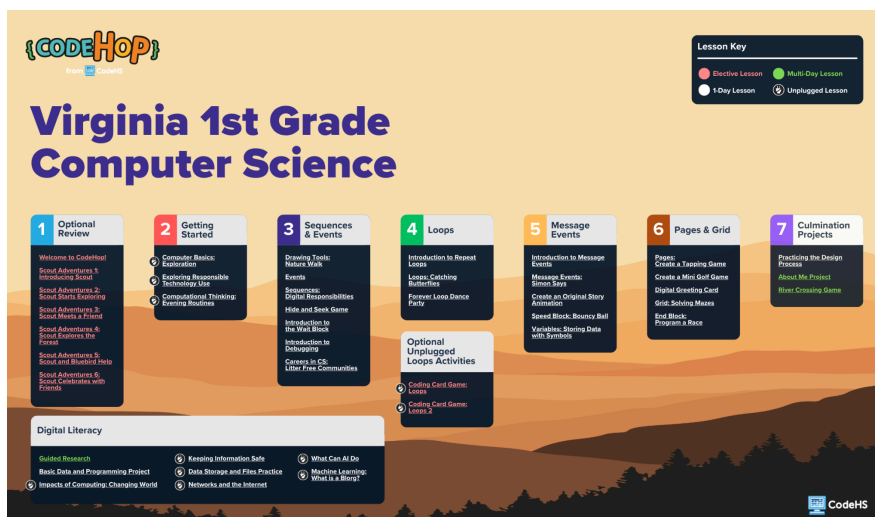 {CODEHOP}
from CodeHS
Lesson Key
Elective Lesson
Multi-Day Lesson
1-Day Lesson
Unplugged Lesson
Virginia 1st Grade
Computer Science
1
Optional
Review
Welcome to CodeHop!
Scout Adventures 1:
Introducing Scout
Scout Adventures 2:
Scout Starts Exploring
Scout Adventures 3:
Scout Meets a Friend
Scout Adventures 4:
Scout Explores the
Forest
Scout Adventures 5:
Scout and Bluebird Help
Scout Adventures 6:
Scout Celebrates with
Friends
2
Getting
Started
Computer Basics:
Exploration
Exploring Responsible
Technology Use
Computational Thinking:
Evening Routines
3
Sequences
& Events
Drawing Tools:
Nature Walk
Events
Sequences:
Digital Responsibilities
Hide and Seek Game
Introduction to
the Wait Block
Introduction to
Debugging
Careers in CS:
Litter Free Communities
4
Loops
Introduction to Repeat
Loops
Loops: Catching
Butterflies
Forever Loop Dance
Party
Optional
Unplugged
Loops Activities
Coding Card Game:
Loops
Coding Card Game:
Loops 2
5
Message
Events
Introduction to Message
Events
Message Events:
Simon Says
Create an Original Story
Animation
Speed Block: Bouncy Ball
Variables: Storing Data
with Symbols
6
Pages & Grid
Pages:
Create a Tapping Game
Create a Mini Golf Game
Digital Greeting Card
Grid: Solving Mazes
End Block:
Program a Race
7
Culmination
Projects
Practicing the Design
Process
About Me Project
River Crossing Game
Digital Literacy
Guided Research
Basic Data and Programming Project
Impacts of Computing: Changing World
Keeping Information Safe
Data Storage and Files Practice
Networks and the Internet
What Can AI Do
Machine Learning:
What is a Blorg?
CodeHS